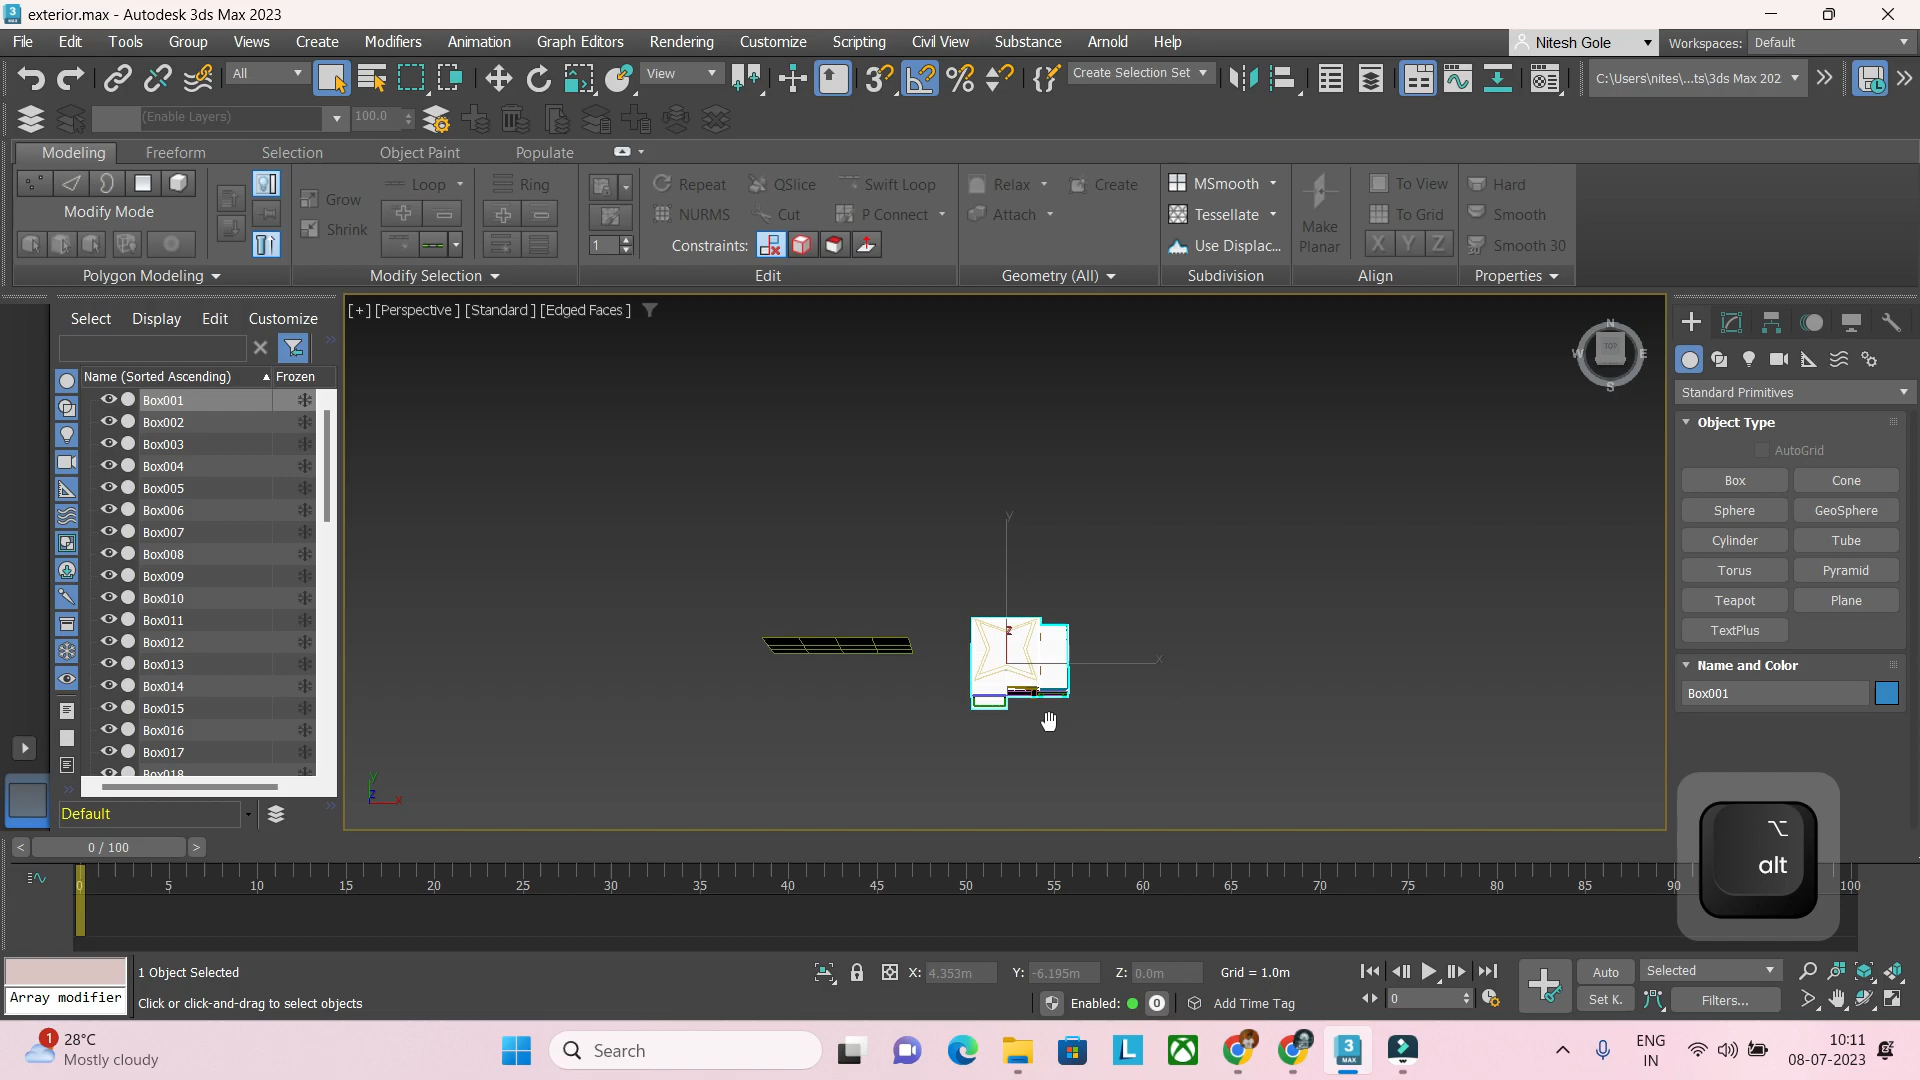 exterior.max - Autodesk 3ds Max 2023
File Edit Tools Group Views Create Modifiers Animation Graph Editors Rendering Customize Scripting Civil View Substance Arnold Help
Nitesh Gole Workspaces: Default
All View Create Selection Set C:\Users\nites\...ts\3ds Max 202
(Enable Layers) 100.0
Modeling Freeform Selection Object Paint Populate
Loop Ring Repeat QSlice Swift Loop Relax Create MSmooth To View Hard
Grow
Modify Mode NURMS Cut P Connect Attach Tessellate To Grid Smooth
Shrink Make
1 Constraints: Use Displac... Planar X Y Z Smooth 30
Polygon Modeling Modify Selection Edit Geometry (All) Subdivision Align Properties
Select Display Edit Customize
[+] [Perspective] [Standard] [Edged Faces]
Name (Sorted Ascending) Frozen
Box001
Box002
Box003
Box004
Box005
Box006
Box007
Box008
Box009
Box010
Box011
Box012
Box013
Box014
Box015
Box016
Box017
Box018
Default
y
z
x
y
z
x
N
W TOP E
S
Standard Primitives
Object Type
AutoGrid
Box Cone
Sphere GeoSphere
Cylinder Tube
Torus Pyramid
Teapot Plane
TextPlus
Name and Color
Box001
alt
< 0 / 100 >
0 5 10 15 20 25 30 35 40 45 50 55 60 65 70 75 80 85 90 100
1 Object Selected X: 4.353m Y: -6.195m Z: 0.0m Grid = 1.0m Auto Selected
Array modifier Click or click-and-drag to select objects Enabled: Add Time Tag 0 Set K. Filters...
1 28°C
Mostly cloudy
Search
ENG
IN
10:11
08-07-2023